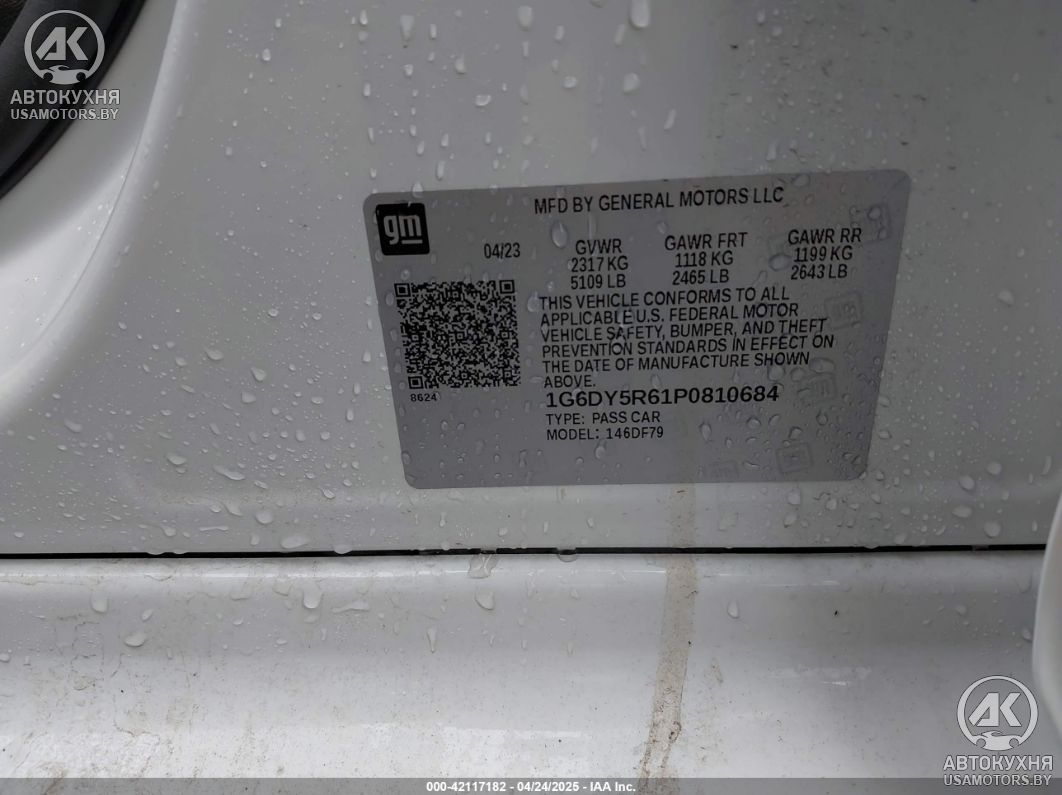 AK
АВТОКУХНЯ
USAMOTORS.BY
gm
MFD BY GENERAL MOTORS LLC
04/23
GVWR
2317 KG
5109 LB
GAWR FRT
1118 KG
2465 LB
GAWR RR
1199 KG
2643 LB
THIS VEHICLE CONFORMS TO ALL
APPLICABLE U.S. FEDERAL MOTOR
VEHICLE SAFETY, BUMPER, AND THEFT
PREVENTION STANDARDS IN EFFECT ON
THE DATE OF MANUFACTURE SHOWN
ABOVE.
8624
1G6DY5R61P0810684
TYPE: PASS CAR
MODEL: 146DF79
AK
АВТОКУХНЯ
USAMOTORS.BY
000-42117182 - 04/24/2025 - IAA Inc.